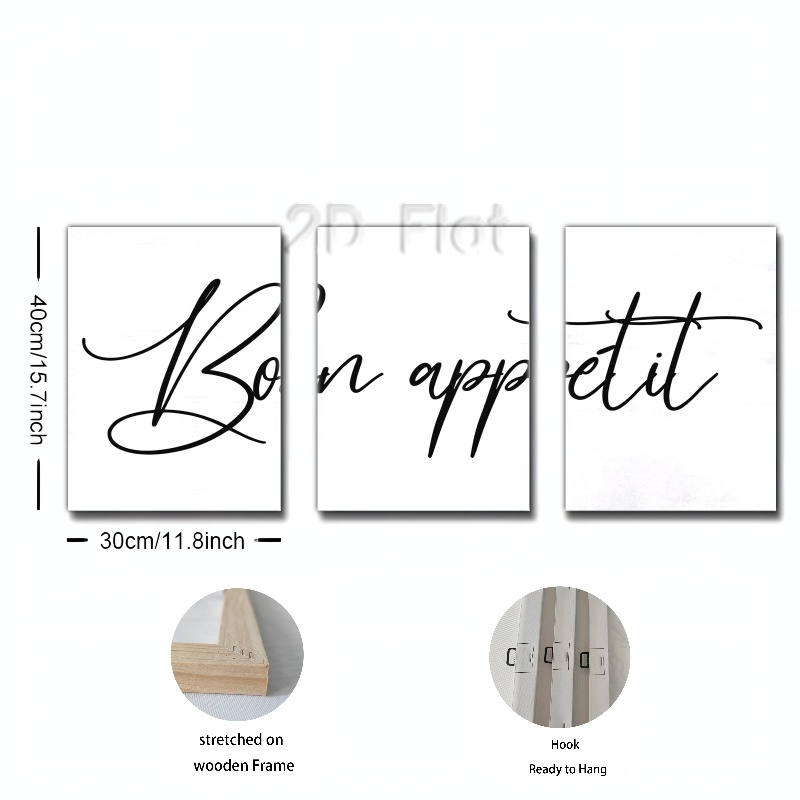 2D Flat
Bon appetit
40cm/15.7inch
30cm/11.8inch
stretched on
wooden Frame
Hook
Ready to Hang